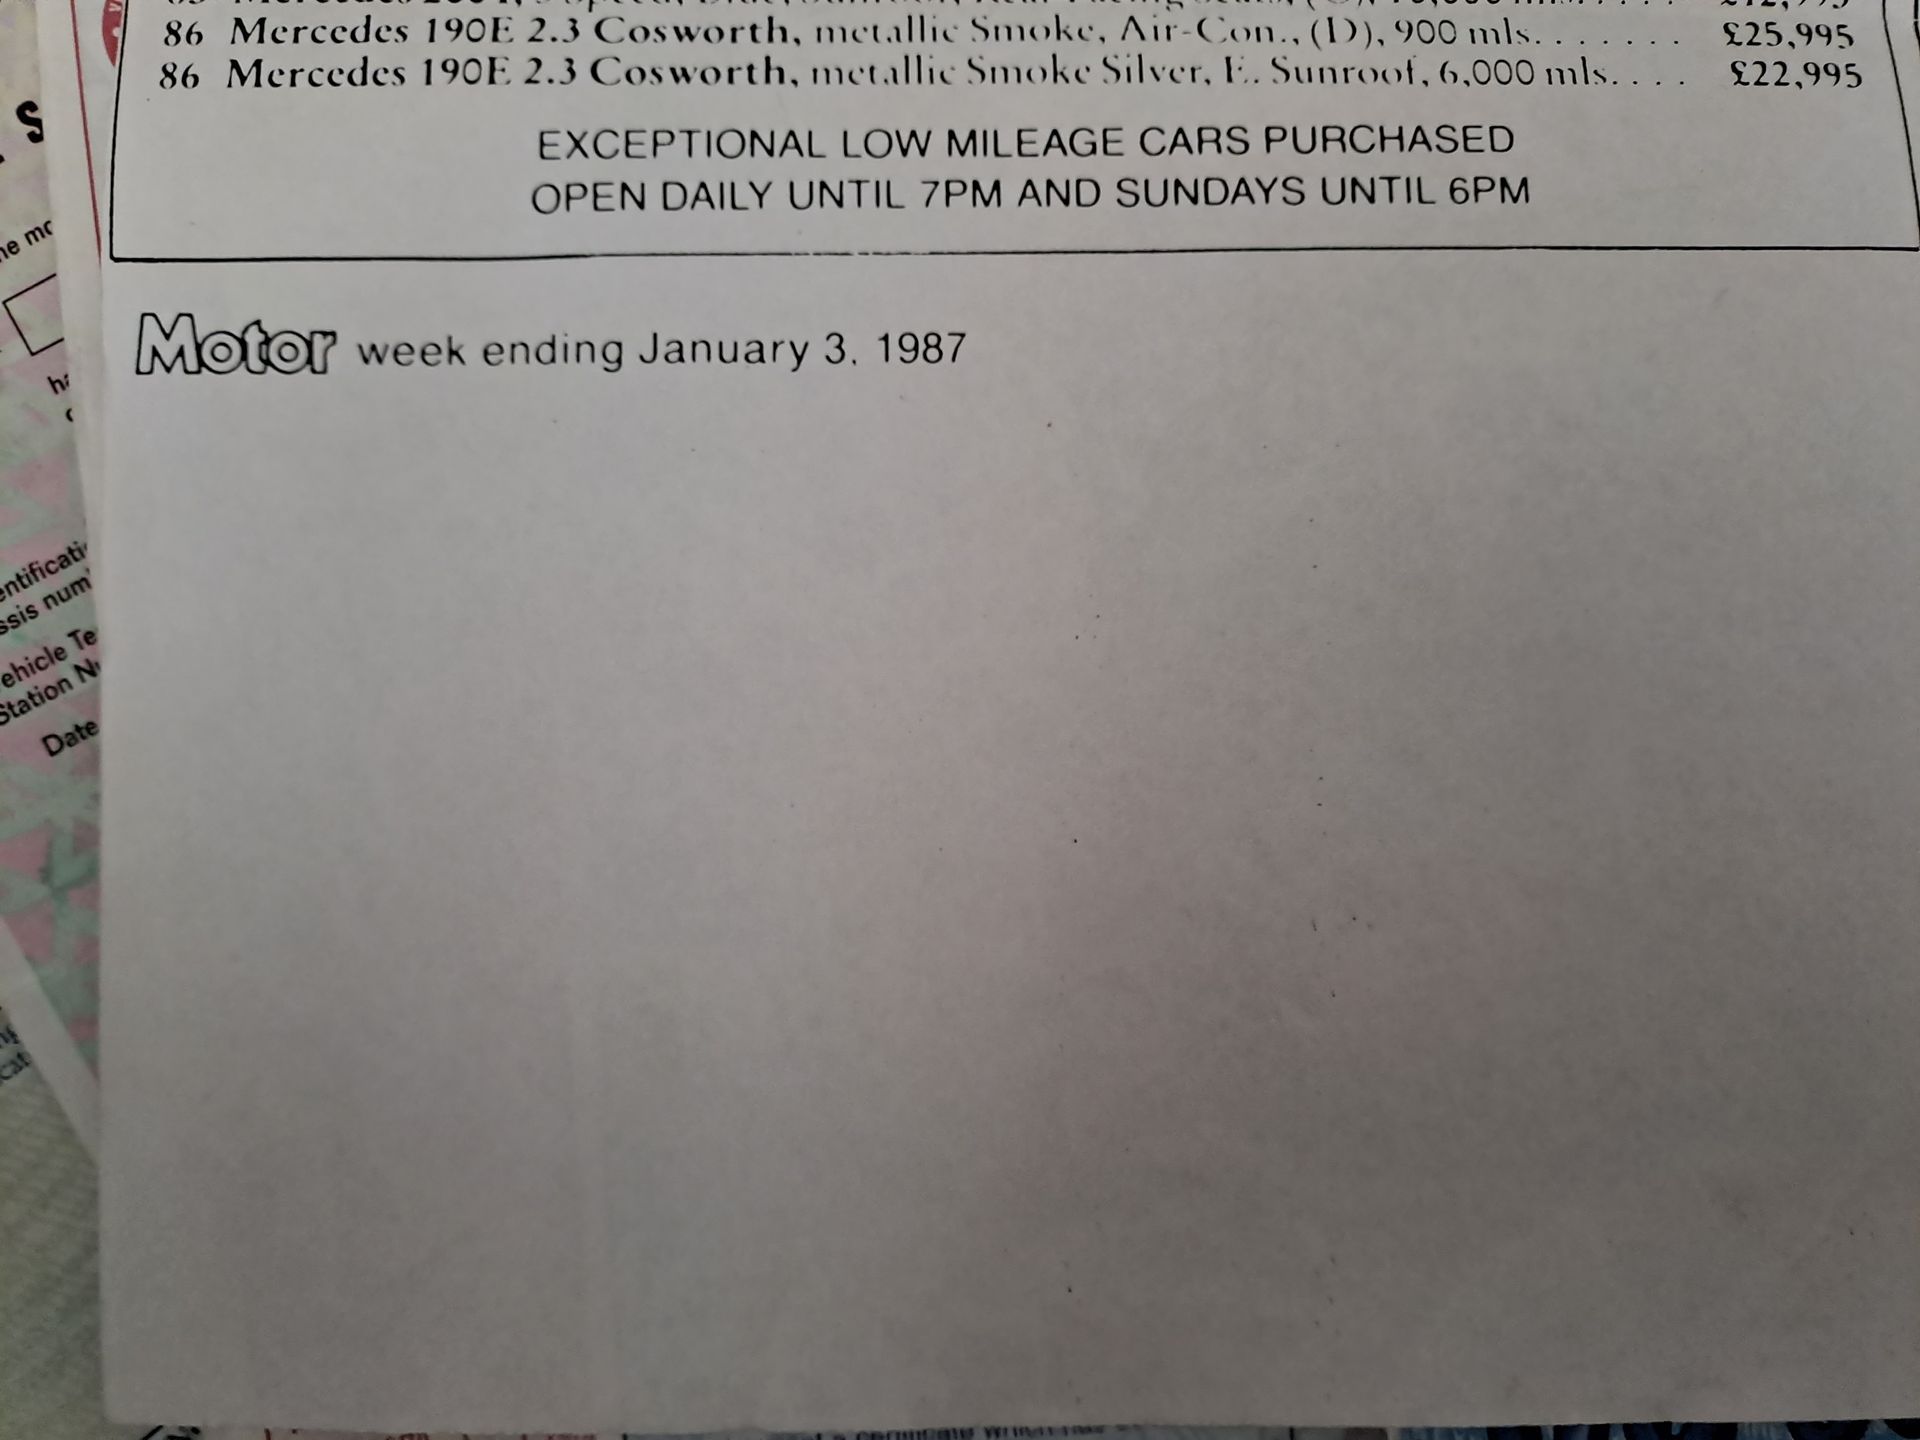 86 Mercedes 190E 2.3 Cosworth, metallic Smoke, Air-Con., (D), 900 mls. . . . . . . £25,995
86 Mercedes 190E 2.3 Cosworth, metallic Smoke Silver, E. Sunroof, 6,000 mls. . . . £22,995
EXCEPTIONAL LOW MILEAGE CARS PURCHASED
OPEN DAILY UNTIL 7PM AND SUNDAYS UNTIL 6PM
Motor week ending January 3, 1987
Date